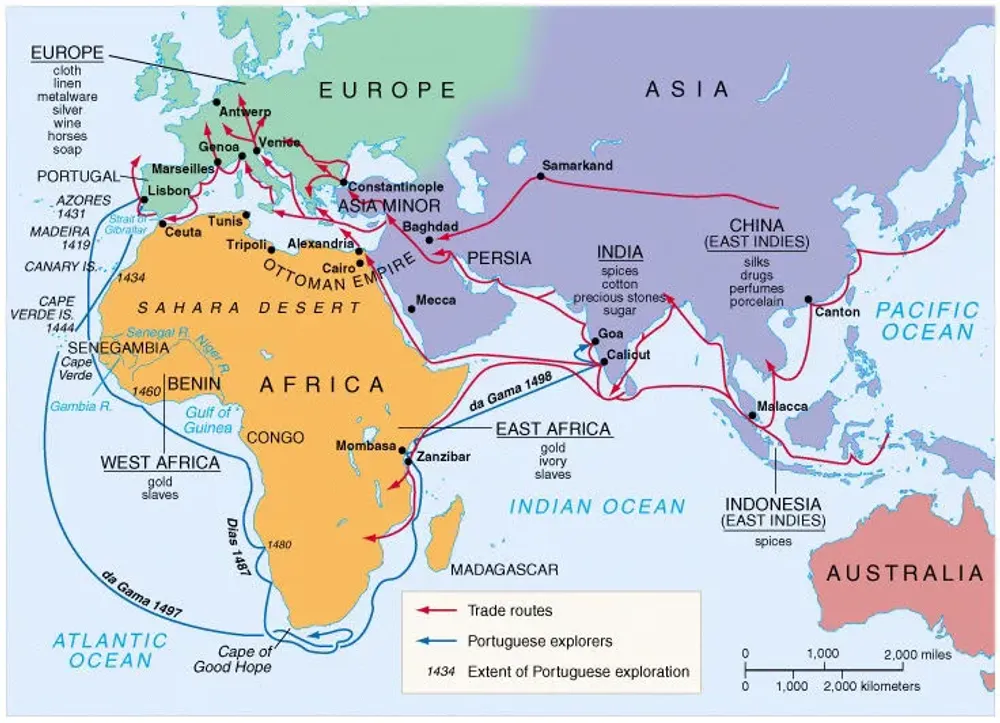 EUROPE
cloth
linen
metalware
silver
wine
horses
soap
EUROPE
ASIA
Antwerp
Genoa
Venice
Marseilles
PORTUGAL
Lisbon
Constantinople
ASIA MINOR
Samarkand
AZORES
1431
Strait of
Gibraltar
MADEIRA
1419
Ceuta
Tunis
Tripoli
Alexandria
Cairo
OTTOMAN EMPIRE
Baghdad
PERSIA
Mecca
CANARY IS.
1434
CAPE
VERDE IS.
1444
SAHARA DESERT
INDIA
spices
cotton
precious stones
sugar
CHINA
(EAST INDIES)
silks
drugs
perfumes
porcelain
Canton
PACIFIC
OCEAN
Goa
Calicut
Senegal R.
SENEGAMBIA
Cape
Verde
Niger R.
Gambia R.
1460
BENIN
AFRICA
Gulf of
Guinea
CONGO
da Gama 1498
Malacca
WEST AFRICA
gold
slaves
Mombasa
Zanzibar
EAST AFRICA
gold
ivory
slaves
INDIAN OCEAN
INDONESIA
(EAST INDIES)
spices
Dias 1487
1480
MADAGASCAR
AUSTRALIA
da Gama 1497
ATLANTIC
OCEAN
Cape of
Good Hope
Trade routes
Portuguese explorers
1434 Extent of Portuguese exploration
0 1,000 2,000 miles
0 1,000 2,000 kilometers